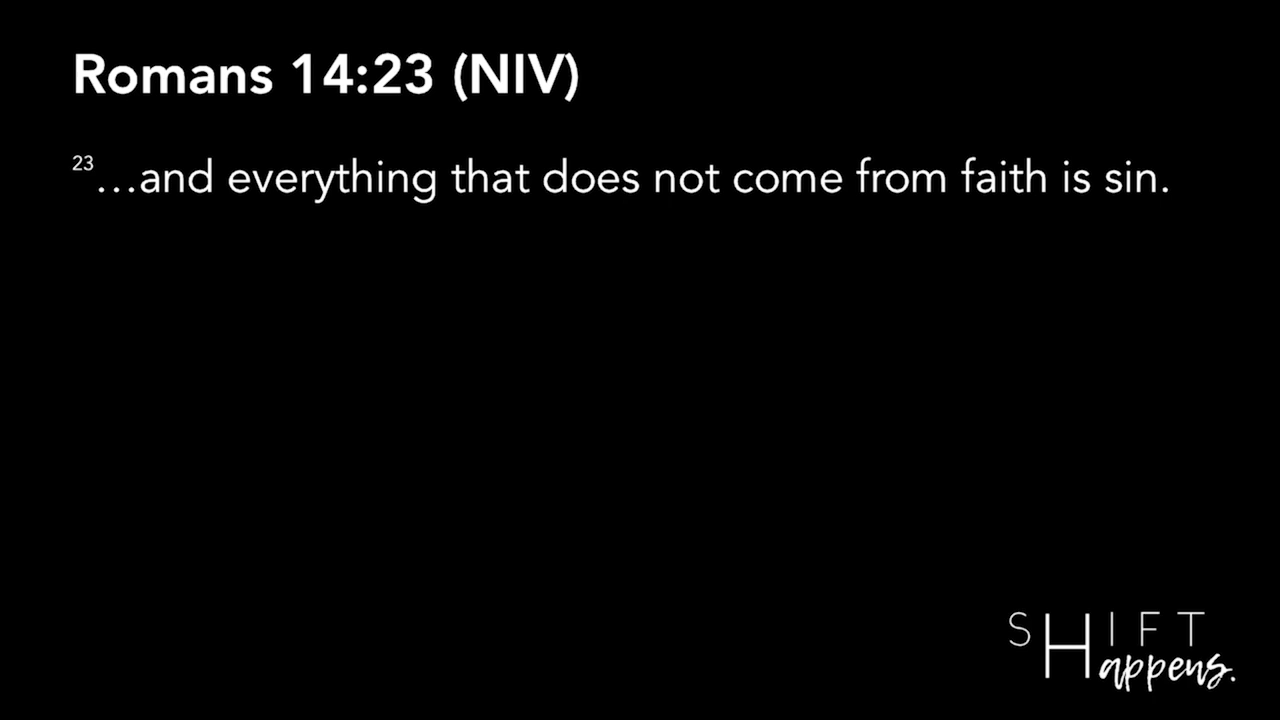 Romans 14:23 (NIV)
23...and everything that does not come from faith is sin.
SHIFT
Happens.